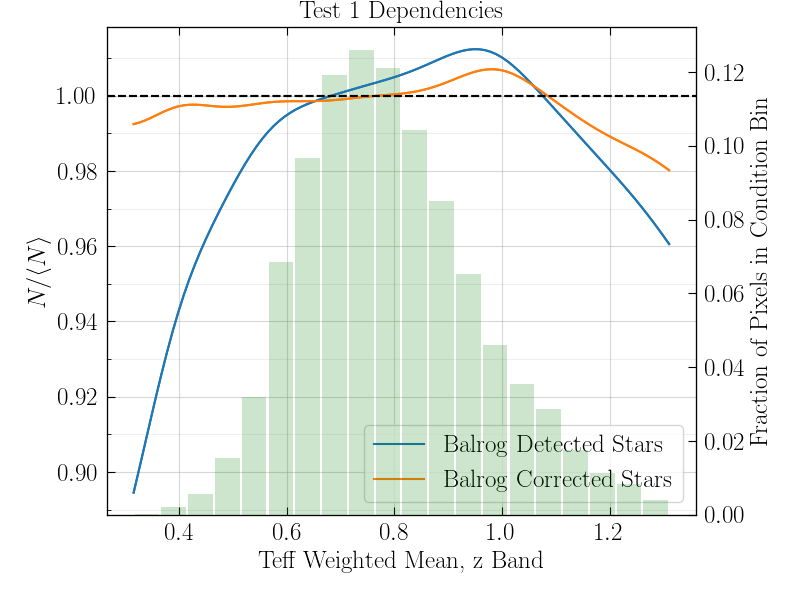 Test 1 Dependencies
1.00
0.98
0.96
0.94
0.92
0.90
N/⟨N⟩
0.12
0.10
0.08
0.06
0.04
0.02
0.00
Fraction of Pixels in Condition Bin
Balrog Detected Stars
Balrog Corrected Stars
0.4 0.6 0.8 1.0 1.2
Teff Weighted Mean, z Band